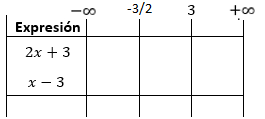 −∞ -3/2 3 +∞
Expresión
2x + 3
x − 3